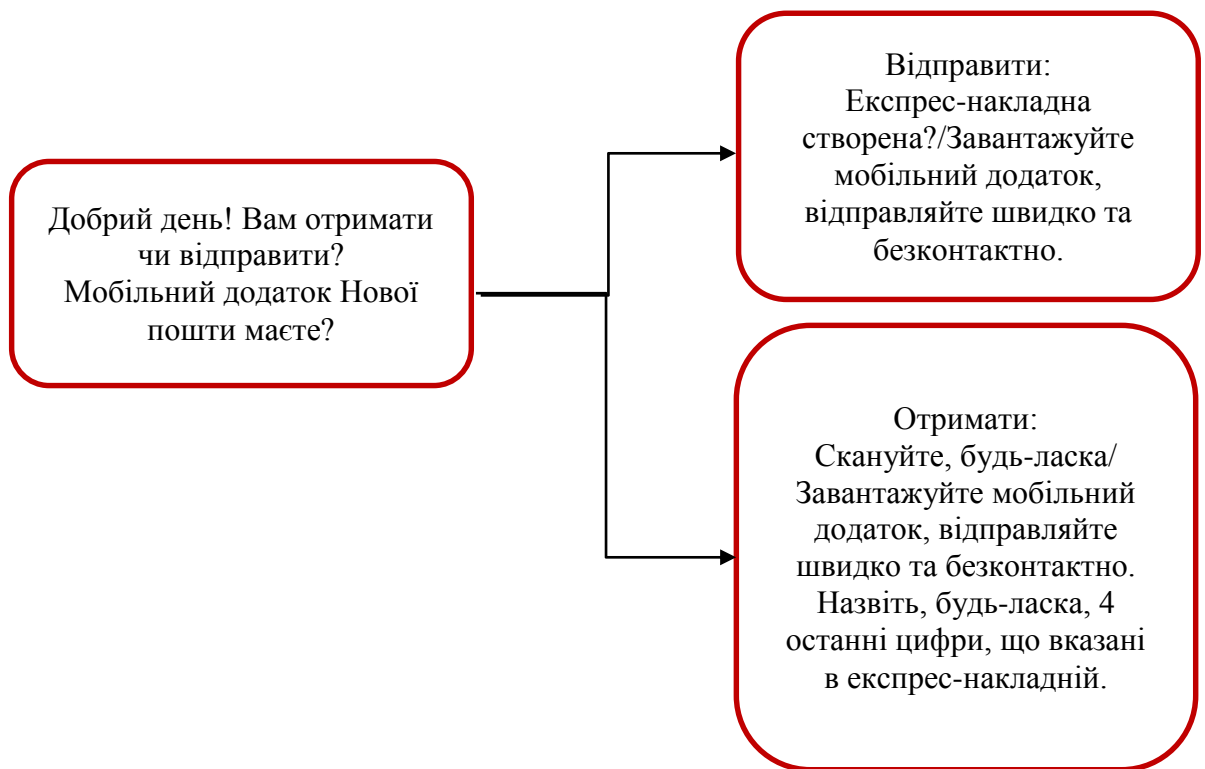 Добрий день! Вам отримати
чи відправити?
Мобільний додаток Нової
пошти маєте?
Відправити:
Експрес-накладна
створена?/Завантажуйте
мобільний додаток,
відправляйте швидко та
безконтактно.
Отримати:
Скануйте, будь-ласка/
Завантажуйте мобільний
додаток, відправляйте
швидко та безконтактно.
Назвіть, будь-ласка, 4
останні цифри, що вказані
в експрес-накладній.